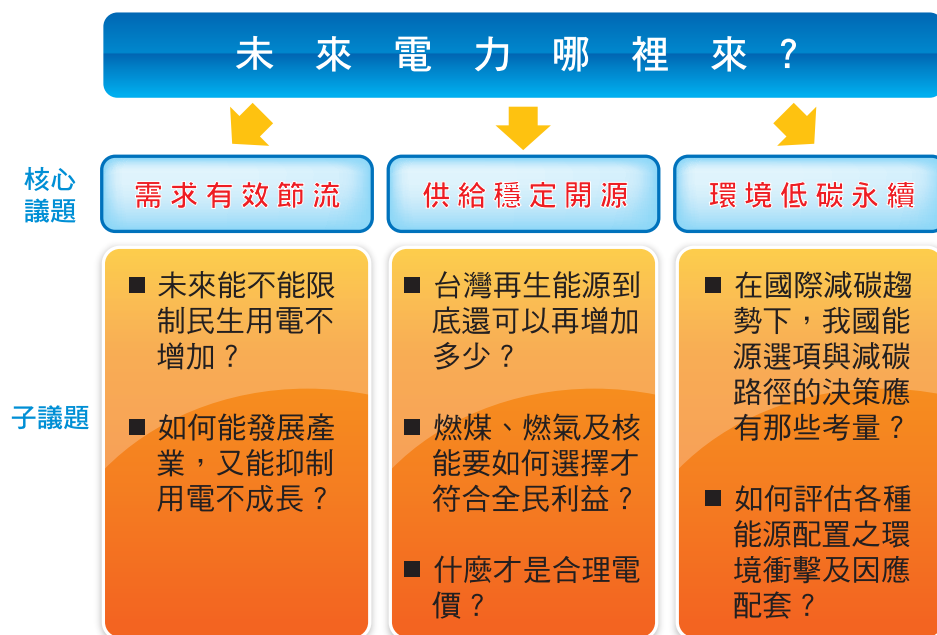 未來電力哪裡來？
核心
議題
需求有效節流
供給穩定開源
環境低碳永續
子議題
■ 未來能不能限
制民生用電不
增加？
■ 如何能發展產
業，又能抑制
用電不成長？
■ 台灣再生能源到
底還可以再增加
多少？
■ 燃煤、燃氣及核
能要如何選擇才
符合全民利益？
■ 什麼才是合理電
價？
■ 在國際減碳趨
勢下，我國能
源選項與減碳
路徑的決策應
有那些考量？
■ 如何評估各種
能源配置之環
境衝擊及因應
配套？